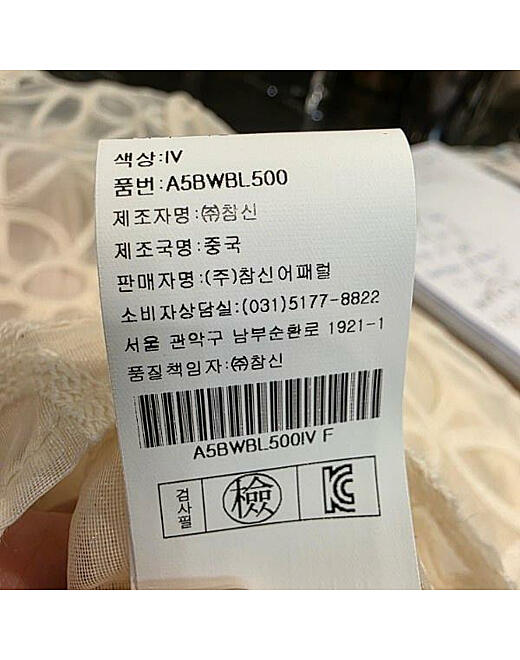 색상:IV
품번:A5BWBL500
제조자명:㈜참신
제조국명:중국
판매자명:(주)참신어패럴
소비자상담실:(031)5177-8822
서울 관악구 남부순환로 1921-1
품질책임자:㈜참신
A5BWBL500IV F
검사필 檢 KC